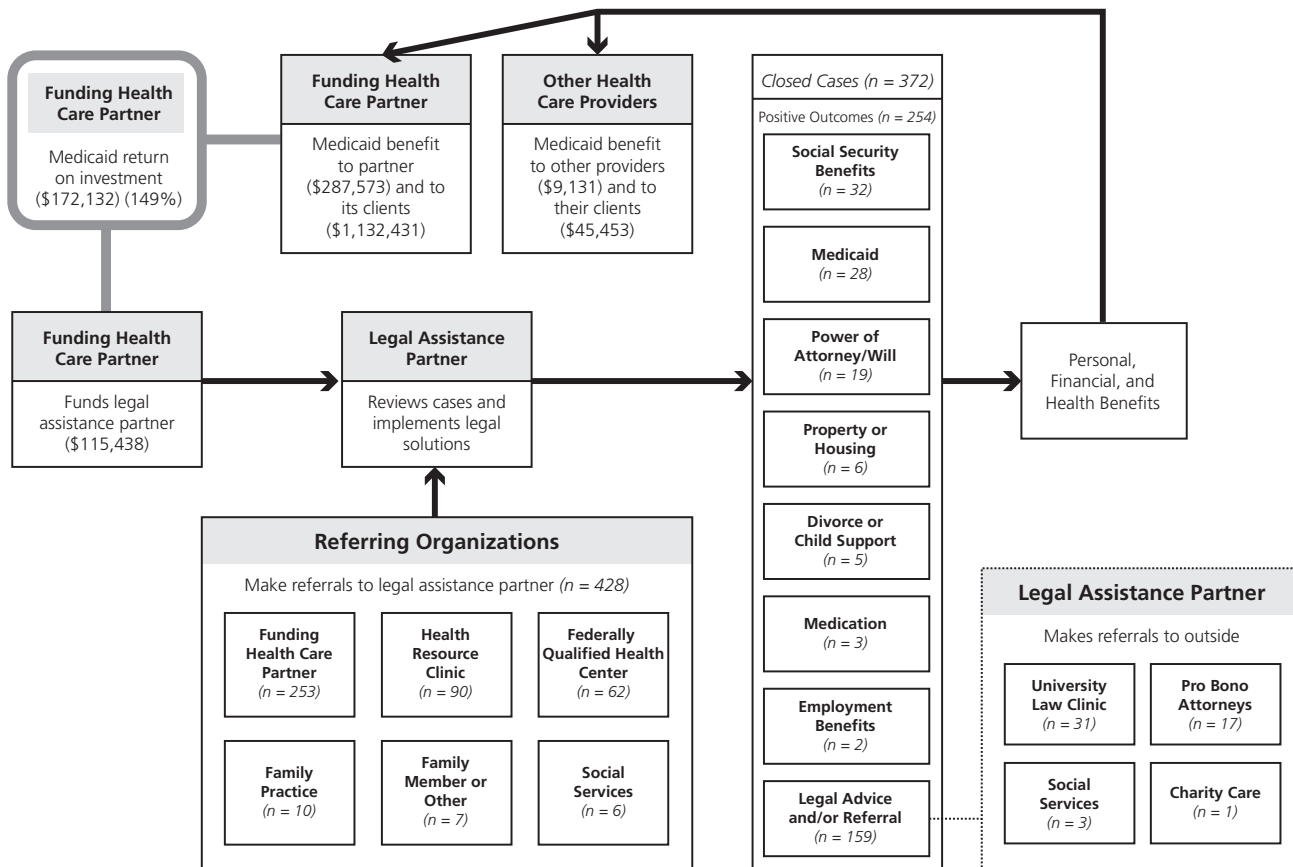 Funding Health
Care Partner
Medicaid return
on investment
($172,132) (149%)
Funding Health
Care Partner
Medicaid benefit
to partner
($287,573) and to
its clients
($1,132,431)
Other Health
Care Providers
Medicaid benefit
to other providers
($9,131) and to
their clients
($45,453)
Funding Health
Care Partner
Funds legal
assistance partner
($115,438)
Legal Assistance
Partner
Reviews cases and
implements legal
solutions
Referring Organizations
Make referrals to legal assistance partner (n = 428)
Funding
Health Care
Partner
(n = 253)
Health
Resource
Clinic
(n = 90)
Federally
Qualified Health
Center
(n = 62)
Family
Practice
(n = 10)
Family
Member or
Other
(n = 7)
Social
Services
(n = 6)
Closed Cases (n = 372)
Positive Outcomes (n = 254)
Social Security
Benefits
(n = 32)
Medicaid
(n = 28)
Power of
Attorney/Will
(n = 19)
Property or
Housing
(n = 6)
Divorce or
Child Support
(n = 5)
Medication
(n = 3)
Employment
Benefits
(n = 2)
Legal Advice
and/or Referral
(n = 159)
Personal,
Financial, and
Health Benefits
Legal Assistance Partner
Makes referrals to outside
University
Law Clinic
(n = 31)
Pro Bono
Attorneys
(n = 17)
Social
Services
(n = 3)
Charity Care
(n = 1)